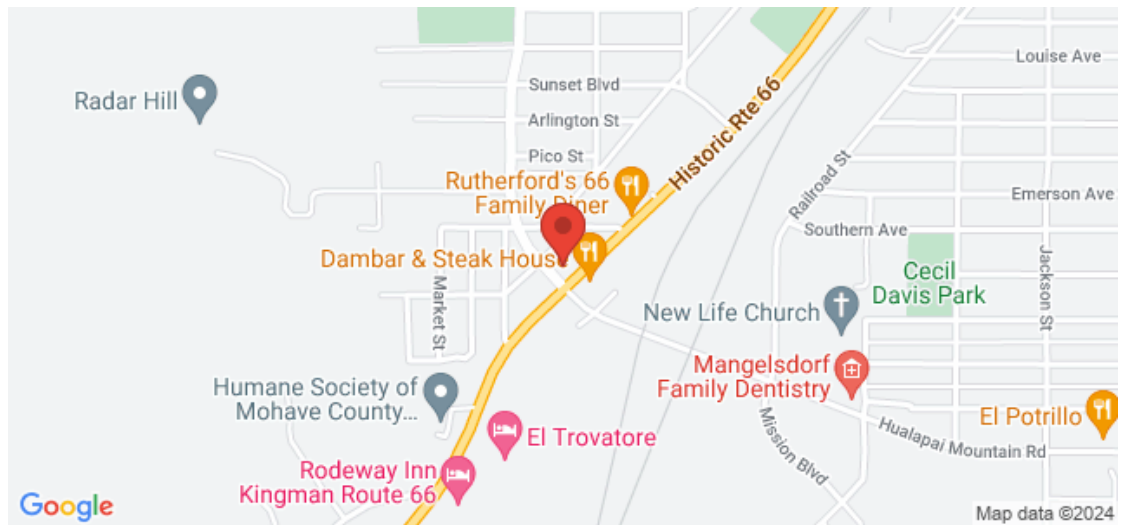 Louise Ave
Sunset Blvd
Radar Hill
Historic Rte 66
Arlington St
Pico St
Railroad St
Rutherford's 66
Family Diner
Emerson Ave
Southern Ave
Dambar & Steak House
Cecil
Davis Park
Jackson St
Market St
New Life Church
Mangelsdorf
Family Dentistry
Humane Society of
Mohave County...
El Potrillo
El Trovatore
Mission Blvd
Hualapai Mountain Rd
Rodeway Inn
Kingman Route 66
Google
Map data ©2024